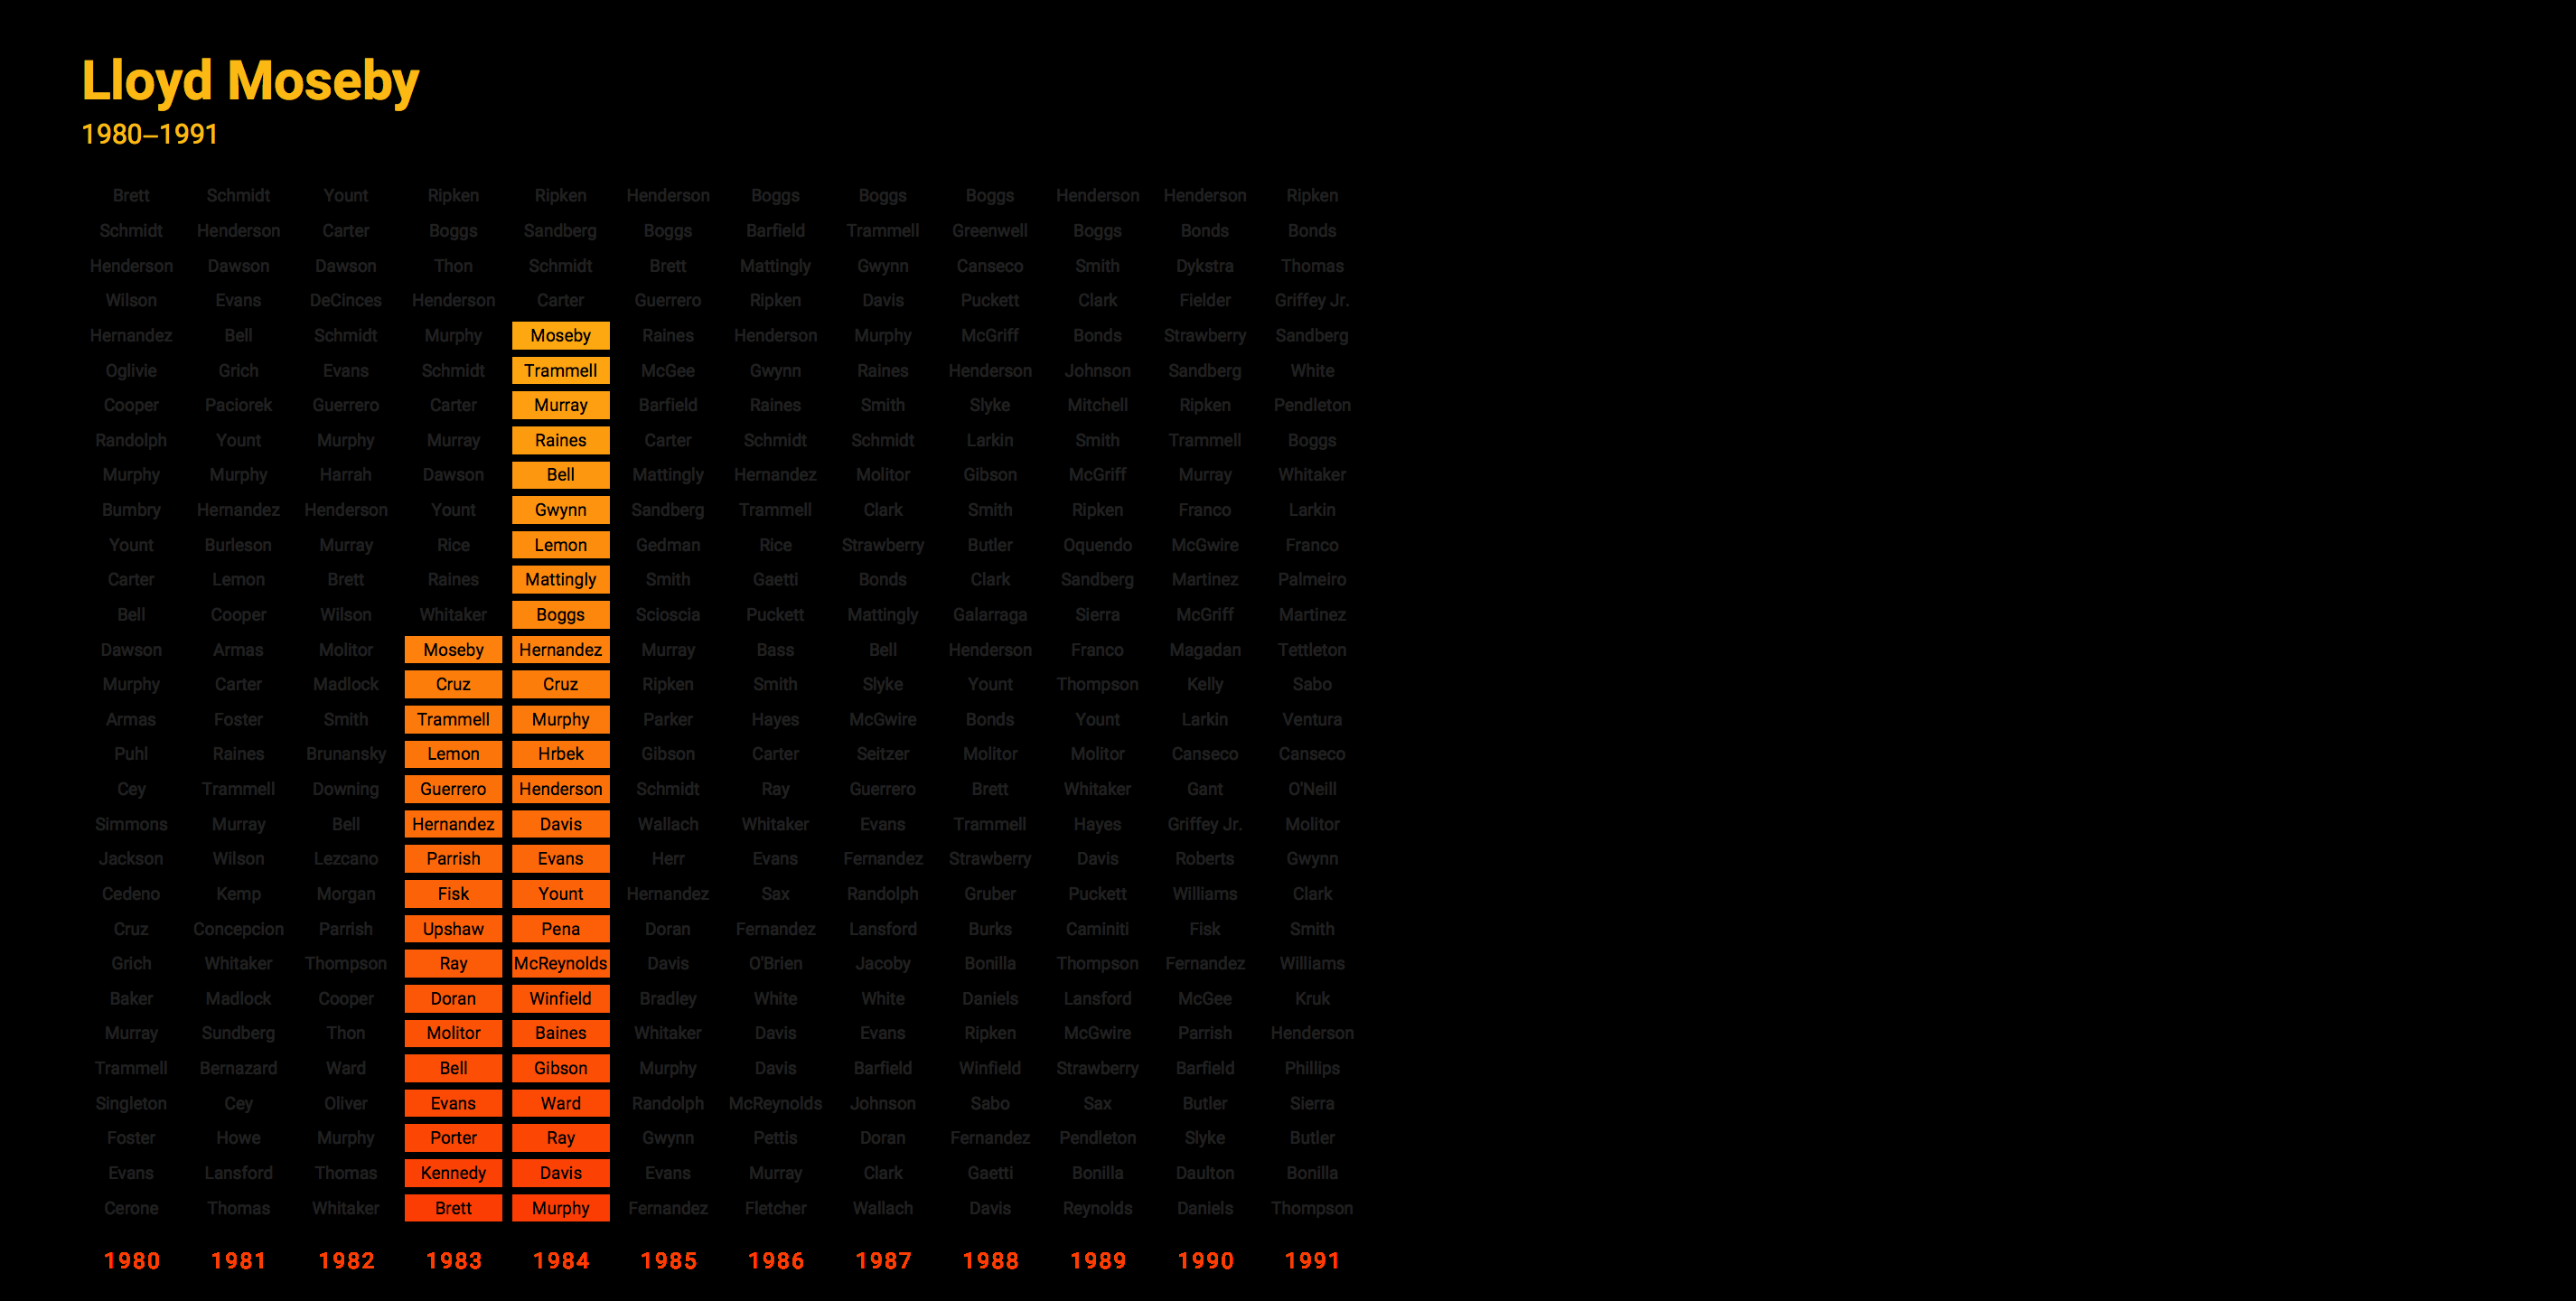 Lloyd Moseby
1980–1991
Brett Schmidt Yount Ripken Ripken Henderson Boggs Boggs Boggs Henderson Henderson Ripken
Schmidt Henderson Carter Boggs Sandberg Boggs Barfield Trammell Greenwell Boggs Bonds Bonds
Henderson Dawson Dawson Thon Schmidt Brett Mattingly Gwynn Canseco Smith Dykstra Thomas
Wilson Evans DeCinces Henderson Carter Guerrero Ripken Davis Puckett Clark Fielder Griffey Jr.
Hernandez Bell Schmidt Murphy Moseby Raines Henderson Murphy McGriff Bonds Strawberry Sandberg
Oglivie Grich Evans Schmidt Trammell McGee Gwynn Raines Henderson Johnson Sandberg White
Cooper Paciorek Guerrero Carter Murray Barfield Raines Smith Slyke Mitchell Ripken Pendleton
Randolph Yount Murphy Murray Raines Carter Schmidt Schmidt Larkin Smith Trammell Boggs
Murphy Murphy Harrah Dawson Bell Mattingly Hernandez Molitor Gibson McGriff Murray Whitaker
Bumbry Hernandez Henderson Yount Gwynn Sandberg Trammell Clark Smith Ripken Franco Larkin
Yount Burleson Murray Rice Lemon Gedman Rice Strawberry Butler Oquendo McGwire Franco
Carter Lemon Brett Raines Mattingly Smith Gaetti Bonds Clark Sandberg Martinez Palmeiro
Bell Cooper Wilson Whitaker Boggs Scioscia Puckett Mattingly Galarraga Sierra McGriff Martinez
Dawson Armas Molitor Moseby Hernandez Murray Bass Bell Henderson Franco Magadan Tettleton
Murphy Carter Madlock Cruz Cruz Ripken Smith Slyke Yount Thompson Kelly Sabo
Armas Foster Smith Trammell Murphy Parker Hayes McGwire Bonds Yount Larkin Ventura
Puhl Raines Brunansky Lemon Hrbek Gibson Carter Seitzer Molitor Molitor Canseco Canseco
Cey Trammell Downing Guerrero Henderson Schmidt Ray Guerrero Brett Whitaker Gant O'Neill
Simmons Murray Bell Hernandez Davis Wallach Whitaker Evans Trammell Hayes Griffey Jr. Molitor
Jackson Wilson Lezcano Parrish Evans Herr Evans Fernandez Strawberry Davis Roberts Gwynn
Cedeno Kemp Morgan Fisk Yount Hernandez Sax Randolph Gruber Puckett Williams Clark
Cruz Concepcion Parrish Upshaw Pena Doran Fernandez Lansford Burks Caminiti Fisk Smith
Grich Whitaker Thompson Ray McReynolds Davis O'Brien Jacoby Bonilla Thompson Fernandez Williams
Baker Madlock Cooper Doran Winfield Bradley White White Daniels Lansford McGee Kruk
Murray Sundberg Thon Molitor Baines Whitaker Davis Evans Ripken McGwire Parrish Henderson
Trammell Bernazard Ward Bell Gibson Murphy Davis Barfield Winfield Strawberry Barfield Phillips
Singleton Cey Oliver Evans Ward Randolph McReynolds Johnson Sabo Sax Butler Sierra
Foster Howe Murphy Porter Ray Gwynn Pettis Doran Fernandez Pendleton Slyke Butler
Evans Lansford Thomas Kennedy Davis Evans Murray Clark Gaetti Bonilla Daulton Bonilla
Cerone Thomas Whitaker Brett Murphy Fernandez Fletcher Wallach Davis Reynolds Daniels Thompson
1980 1981 1982 1983 1984 1985 1986 1987 1988 1989 1990 1991